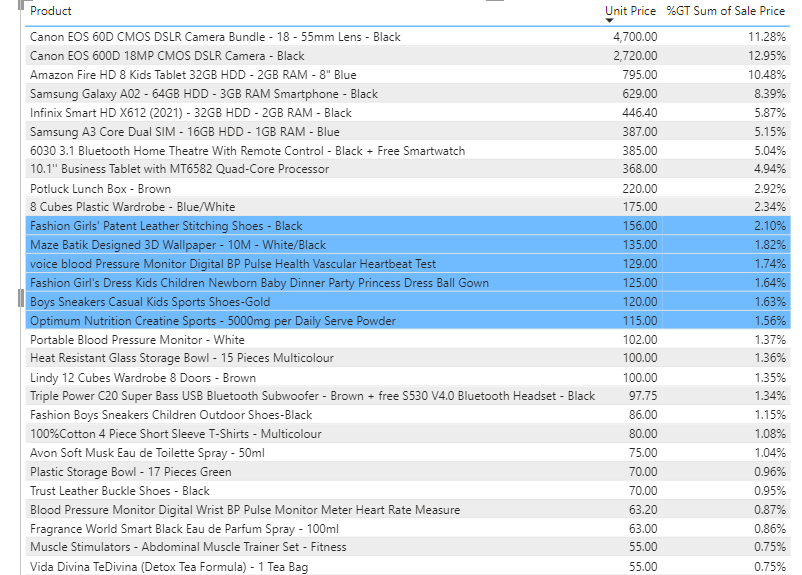 Product Unit Price %GT Sum of Sale Price
Canon EOS 60D CMOS DSLR Camera Bundle - 18 - 55mm Lens - Black 4,700.00 11.28%
Canon EOS 600D 18MP CMOS DSLR Camera - Black 2,720.00 12.95%
Amazon Fire HD 8 Kids Tablet 32GB HDD - 2GB RAM - 8" Blue 795.00 10.48%
Samsung Galaxy A02 - 64GB HDD - 3GB RAM Smartphone - Black 629.00 8.39%
Infinix Smart HD X612 (2021) - 32GB HDD - 2GB RAM - Black 446.40 5.87%
Samsung A3 Core Dual SIM - 16GB HDD - 1GB RAM - Blue 387.00 5.15%
6030 3.1 Bluetooth Home Theatre With Remote Control - Black + Free Smartwatch 385.00 5.04%
10.1" Business Tablet with MT6582 Quad-Core Processor 368.00 4.94%
Potluck Lunch Box - Brown 220.00 2.92%
8 Cubes Plastic Wardrobe - Blue/White 175.00 2.34%
Fashion Girls' Patent Leather Stitching Shoes - Black 156.00 2.10%
Maze Batik Designed 3D Wallpaper - 10M - White/Black 135.00 1.82%
voice blood Pressure Monitor Digital BP Pulse Health Vascular Heartbeat Test 129.00 1.74%
Fashion Girl's Dress Kids Children Newborn Baby Dinner Party Princess Dress Ball Gown 125.00 1.64%
Boys Sneakers Casual Kids Sports Shoes-Gold 120.00 1.63%
Optimum Nutrition Creatine Sports - 5000mg per Daily Serve Powder 115.00 1.56%
Portable Blood Pressure Monitor - White 102.00 1.37%
Heat Resistant Glass Storage Bowl - 15 Pieces Multicolour 100.00 1.36%
Lindy 12 Cubes Wardrobe 8 Doors - Brown 100.00 1.35%
Triple Power C20 Super Bass USB Bluetooth Subwoofer - Brown + free S530 V4.0 Bluetooth Headset - Black 97.75 1.34%
Fashion Boys Sneakers Children Outdoor Shoes-Black 86.00 1.15%
100%Cotton 4 Piece Short Sleeve T-Shirts - Multicolour 80.00 1.08%
Avon Soft Musk Eau de Toilette Spray - 50ml 75.00 1.04%
Plastic Storage Bowl - 17 Pieces Green 70.00 0.96%
Trust Leather Buckle Shoes - Black 70.00 0.95%
Blood Pressure Monitor Digital Wrist BP Pulse Monitor Meter Heart Rate Measure 63.20 0.87%
Fragrance World Smart Black Eau de Parfum Spray - 100ml 63.00 0.86%
Muscle Stimulators - Abdominal Muscle Trainer Set - Fitness 55.00 0.75%
Vida Divina TeDivina (Detox Tea Formula) - 1 Tea Bag 55.00 0.75%